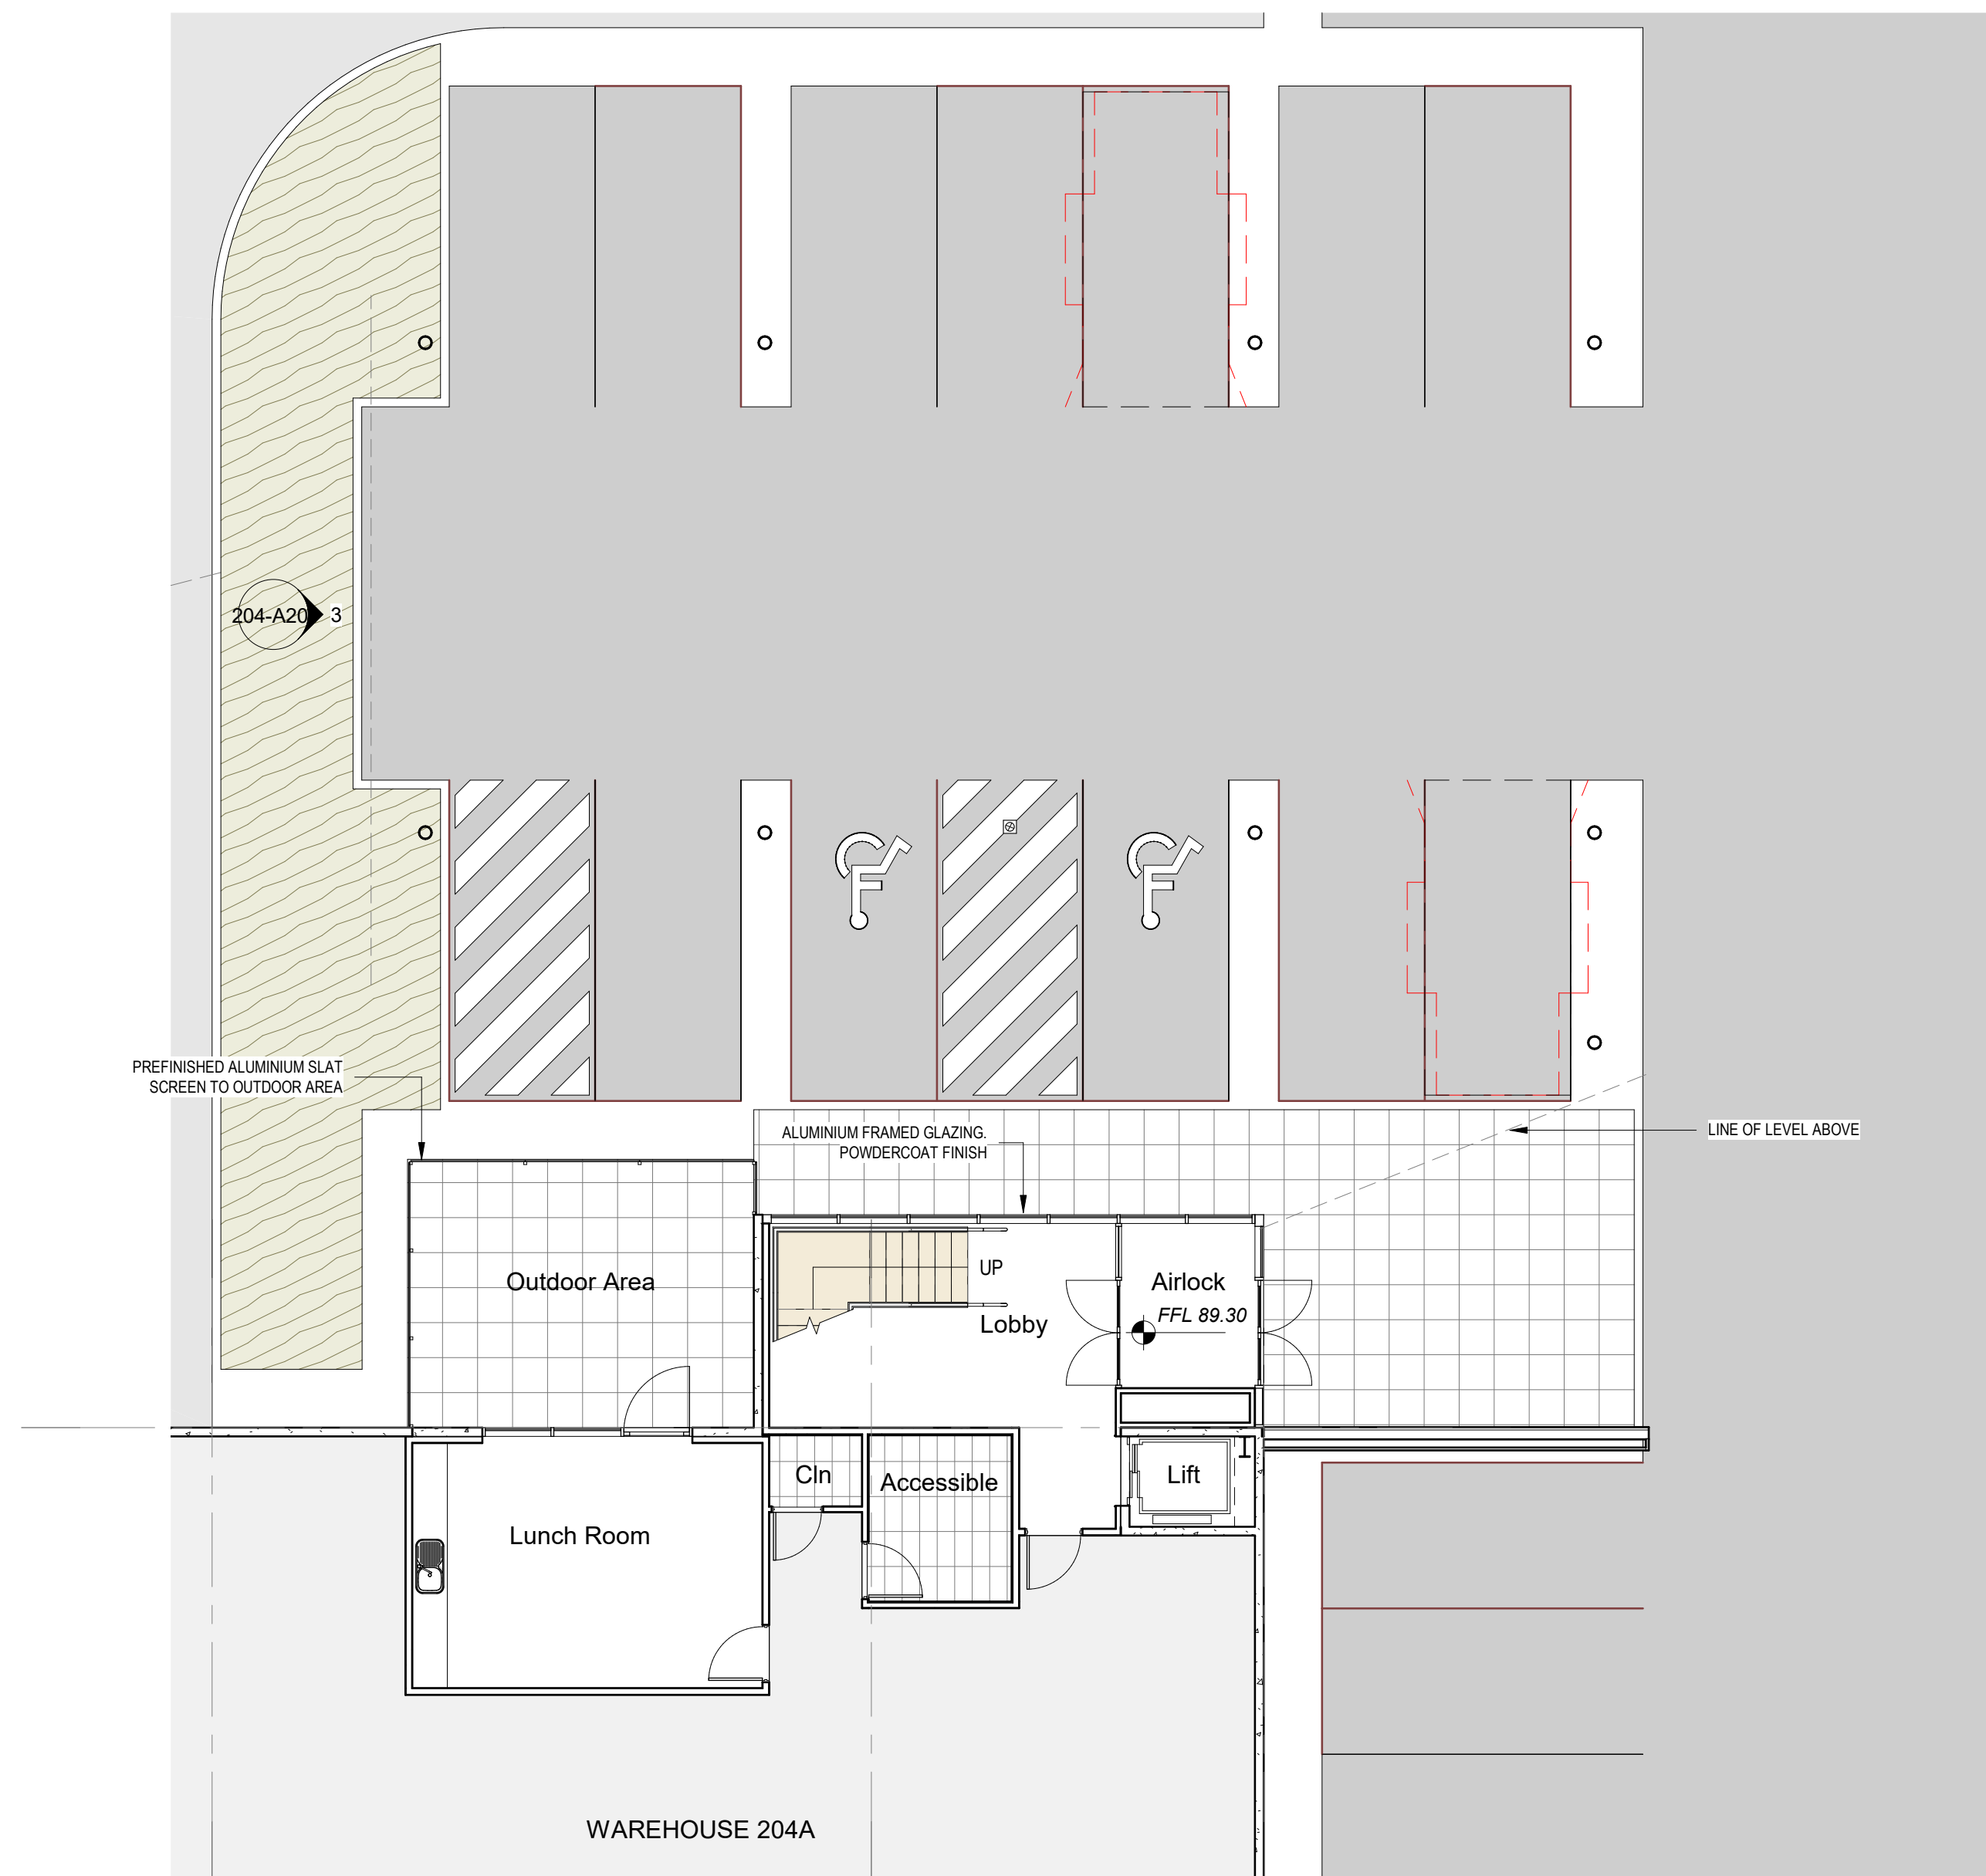 204-A20
3
PREFINISHED ALUMINIUM SLAT
SCREEN TO OUTDOOR AREA
ALUMINIUM FRAMED GLAZING.
POWDERCOAT FINISH
LINE OF LEVEL ABOVE
UP
Outdoor Area
Airlock
FFL 89.30
Lobby
Cln
Accessible
Lift
Lunch Room
WAREHOUSE 204A